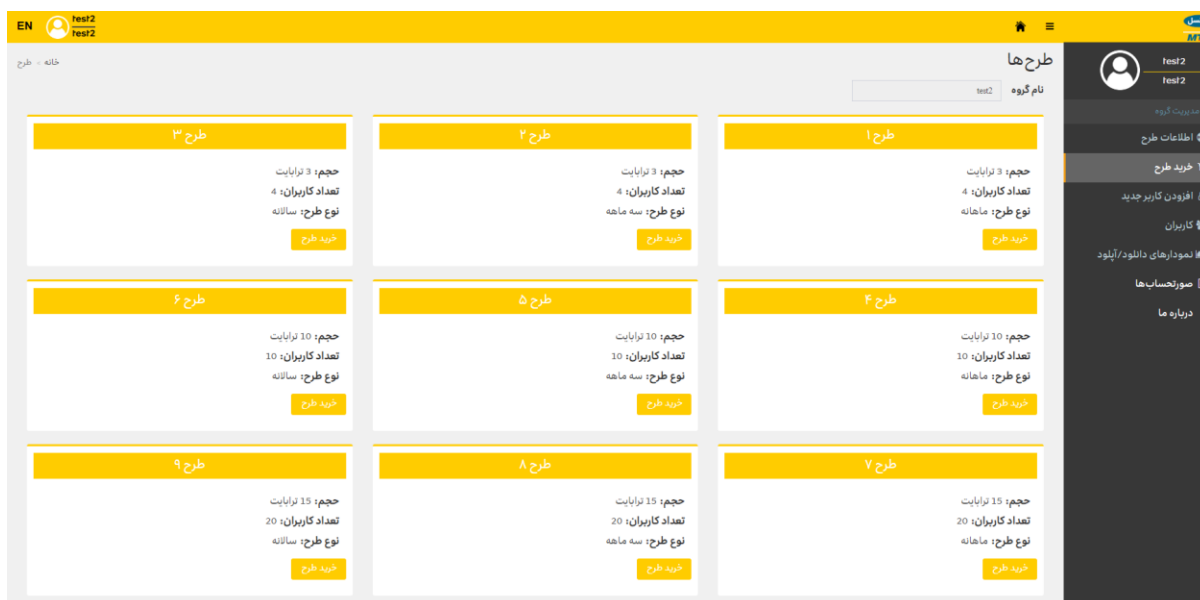 EN
test2
test2
سل
MT
test2
test2
مدیریت گروه
اطلاعات طرح
خرید طرح
افزودن کاربر جدید
کاربران
نمودارهای دانلود/آپلود
صورتحساب‌ها
درباره ما
طرح‌ها
خانه > طرح
نام گروه test2
طرح ۱
حجم: 3 ترابایت
تعداد کاربران: 4
نوع طرح: ماهانه
خرید طرح
طرح ۲
حجم: 3 ترابایت
تعداد کاربران: 4
نوع طرح: سه ماهه
خرید طرح
طرح ۳
حجم: 3 ترابایت
تعداد کاربران: 4
نوع طرح: سالانه
خرید طرح
طرح ۴
حجم: 10 ترابایت
تعداد کاربران: 10
نوع طرح: ماهانه
خرید طرح
طرح ۵
حجم: 10 ترابایت
تعداد کاربران: 10
نوع طرح: سه ماهه
خرید طرح
طرح ۶
حجم: 10 ترابایت
تعداد کاربران: 10
نوع طرح: سالانه
خرید طرح
طرح ۷
حجم: 15 ترابایت
تعداد کاربران: 20
نوع طرح: ماهانه
خرید طرح
طرح ۸
حجم: 15 ترابایت
تعداد کاربران: 20
نوع طرح: سه ماهه
خرید طرح
طرح ۹
حجم: 15 ترابایت
تعداد کاربران: 20
نوع طرح: سالانه
خرید طرح